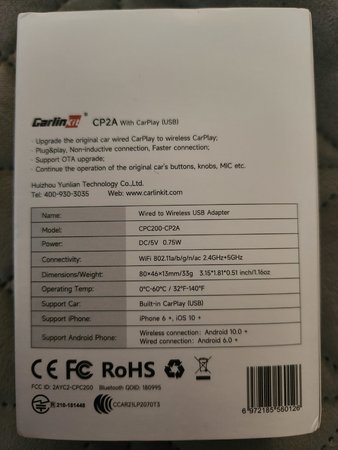 Carlinkit® CP2A With CarPlay (USB)
· Upgrade the original car wired CarPlay to wireless CarPlay;
· Plug&play, Non-inductive connection, Faster connection;
· Support OTA upgrade;
· Continue the operation of the original car's buttons, knobs, MIC etc.
Huizhou Yunlian Technology Co.,Ltd.
Tel: 400-930-3035 Web: www.carlinkit.com
Name: Wired to Wireless USB Adapter
Model: CPC200-CP2A
Power: DC/5V 0.75W
Connectivity: WiFi 802.11a/b/g/n/ac 2.4GHz+5GHz
Dimensions/Weight: 80*46*13mm/33g 3.15*1.81*0.51 inch/1.16oz
Operating Temp: 0°C-60°C / 32°F-140°F
Support Car: Built-in CarPlay (USB)
Support iPhone: iPhone 6 +, iOS 10 +
Support Android Phone: Wireless connection: Android 10.0 +
Wired connection: Android 6.0 +
CE FC RoHS
FCC ID: 2AYC2-CPC200 Bluetooth QDID: 180995
R 210-181448 CCAR21LP2070T3
6 972185 560126